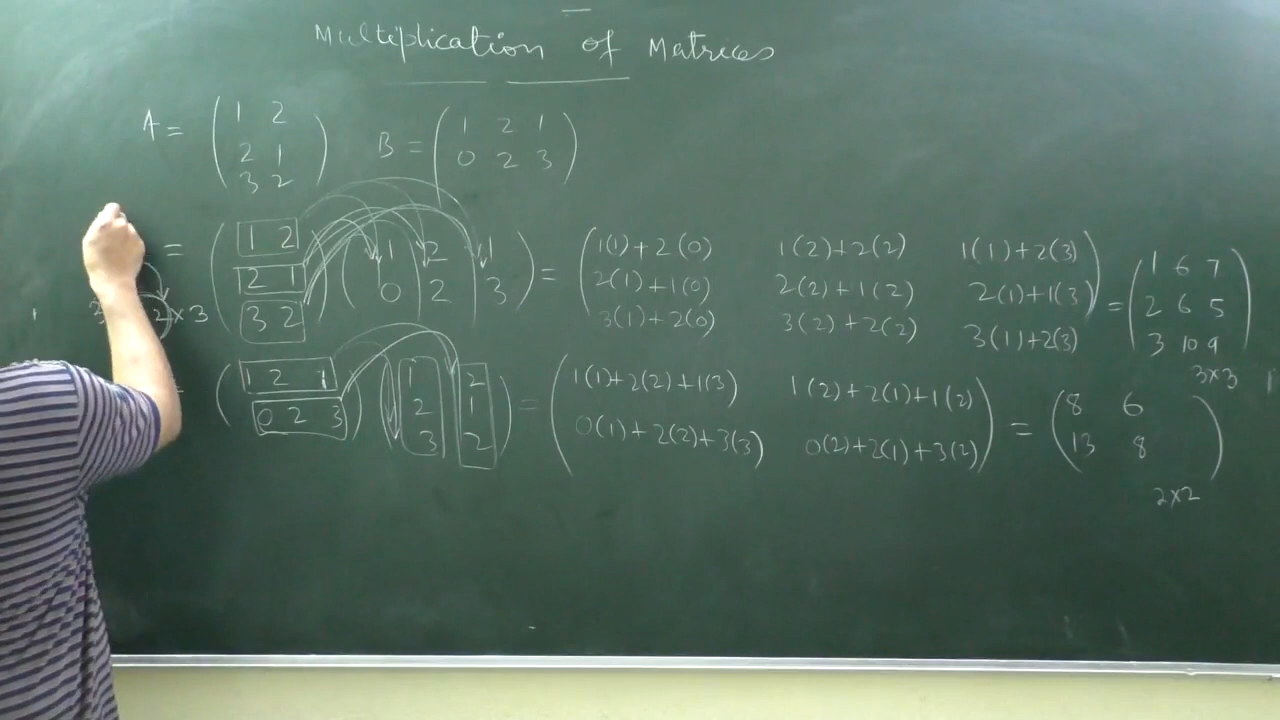 Multiplication of Matrices
A = ( 1 2 B = ( 1 2 1 )
2 1 0 2 3
3 2 )
= ( 1 2 ( 1 2 1 ) = ( 1(1)+2(0) 1(2)+2(2) 1(1)+2(3) ) = ( 1 6 7 )
2 1 0 2 3 2(1)+1(0) 2(2)+1(2) 2(1)+1(3) 2 6 5
3 2×3 3 2 ) 3(1)+2(0) 3(2)+2(2) 3(1)+2(3) 3 10 9
3×3
( 1 2 1 ( 1 2 ) = ( 1(1)+2(2)+1(3) 1(2)+2(1)+1(2) ) = ( 8 6 )
0 2 3 ) 2 1 0(1)+2(2)+3(3) 0(2)+2(1)+3(2) 13 8
3 2
2×2